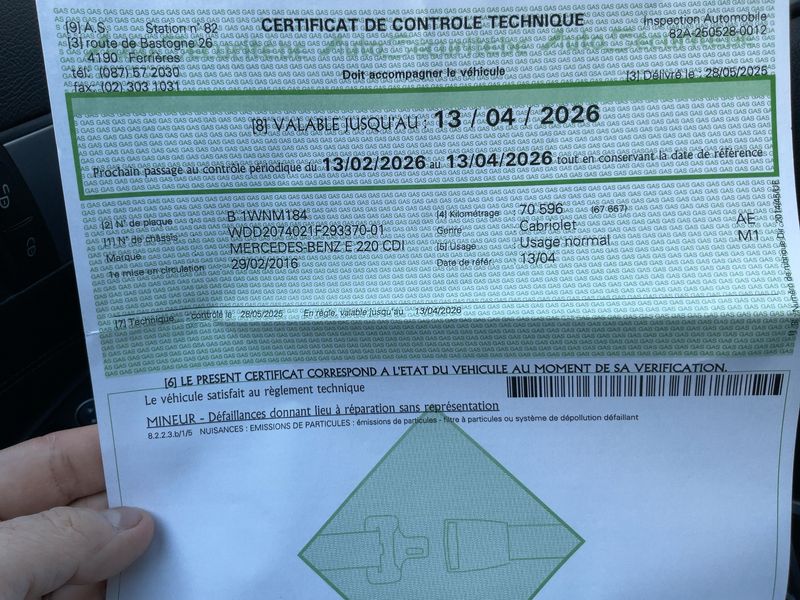 [9] A.S. Station n° 82
[3] route de Bastogne 26
4190 Ferrières
tél: (087) 57 2030
fax: (02) 303 1031
CERTIFICAT DE CONTROLE TECHNIQUE
Doit accompagner le véhicule
Inspection Automobile
82A-250528-0012
[3] Délivré le : 28/05/2025
[8] VALABLE JUSQU'AU : 13 / 04 / 2026
Prochain passage au contrôle périodique du 13/02/2026 au 13/04/2026 tout en conservant la date de référence
[2] N° de plaque : B 1WNM184
[1] N° de châssis : WDD2074021F293370-01
Marque : MERCEDES-BENZ E 220 CDI
1e mise en circulation : 29/02/2016
[4] Kilométrage : 70 596 (67 667)
Genre : Cabriolet
[5] Usage : Usage normal
Date de référ. : 13/04
AE
M1
[7] Technique contrôlé le : 28/05/2025 En règle, valable jusqu'au : 13/04/2026
[6] LE PRESENT CERTIFICAT CORRESPOND A L'ETAT DU VEHICULE AU MOMENT DE SA VERIFICATION.
Le véhicule satisfait au règlement technique
MINEUR - Défaillances donnant lieu à réparation sans représentation
8.2.2.3.b/1/5 NUISANCES : EMISSIONS DE PARTICULES : émissions de particules - filtre à particules ou système de dépollution défaillant